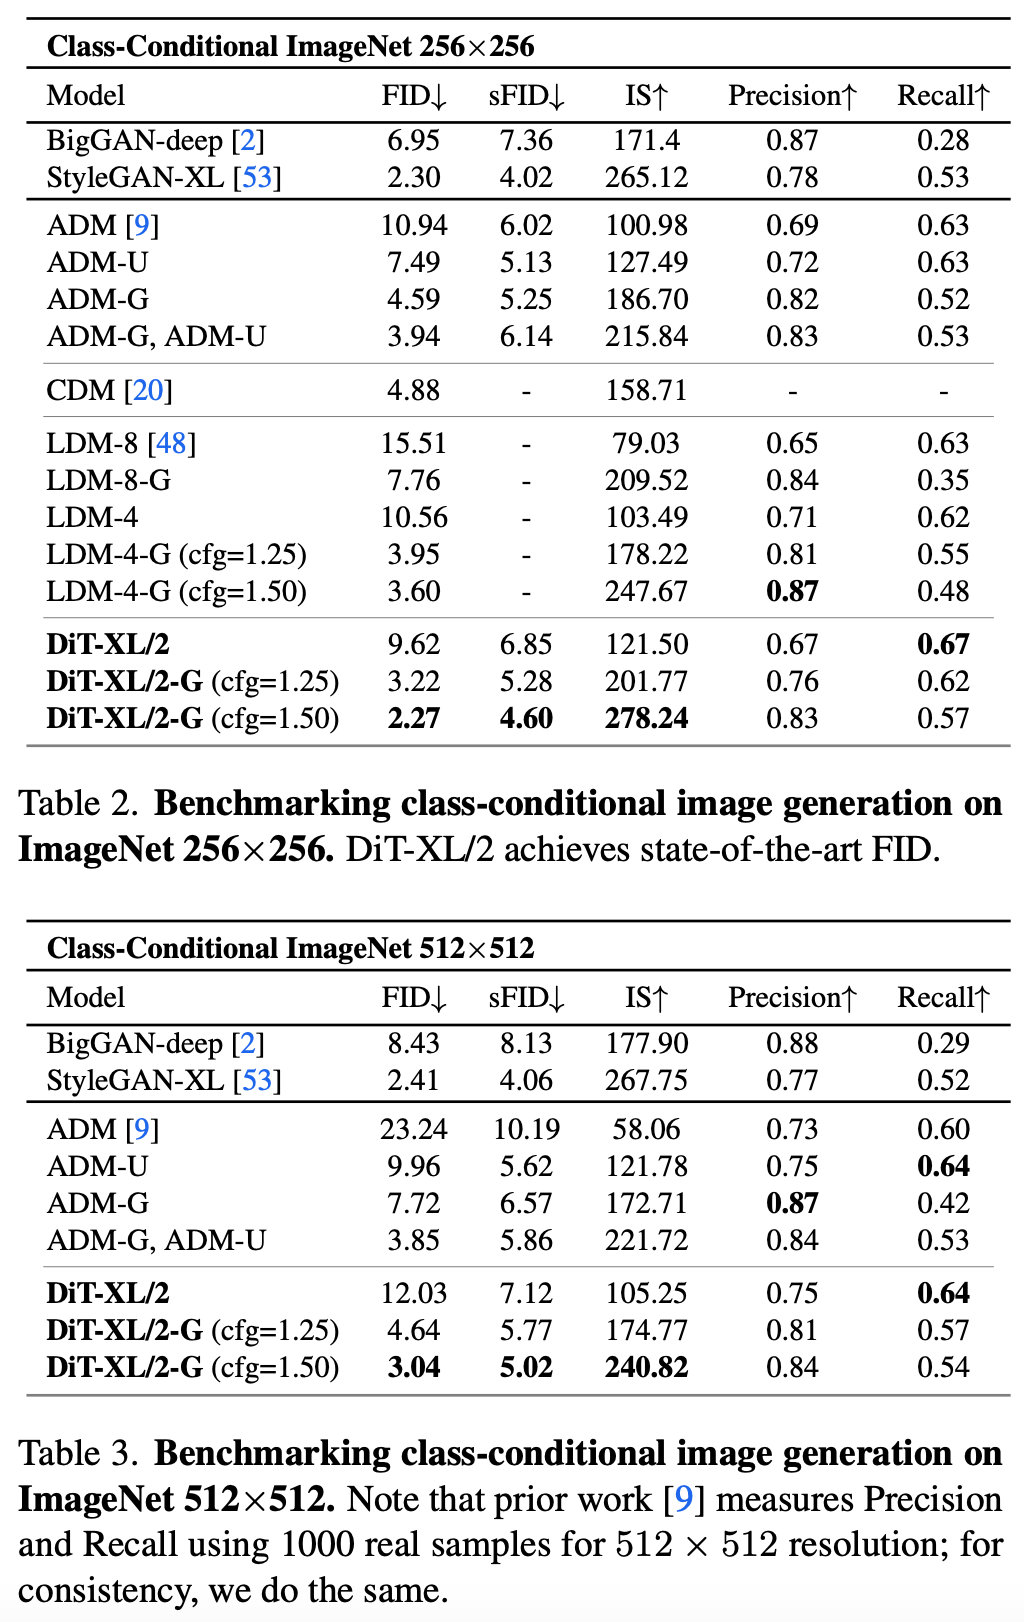 Class-Conditional ImageNet 256×256
Model FID↓ sFID↓ IS↑ Precision↑ Recall↑
BigGAN-deep [2] 6.95 7.36 171.4 0.87 0.28
StyleGAN-XL [53] 2.30 4.02 265.12 0.78 0.53
ADM [9] 10.94 6.02 100.98 0.69 0.63
ADM-U 7.49 5.13 127.49 0.72 0.63
ADM-G 4.59 5.25 186.70 0.82 0.52
ADM-G, ADM-U 3.94 6.14 215.84 0.83 0.53
CDM [20] 4.88 - 158.71 - -
LDM-8 [48] 15.51 - 79.03 0.65 0.63
LDM-8-G 7.76 - 209.52 0.84 0.35
LDM-4 10.56 - 103.49 0.71 0.62
LDM-4-G (cfg=1.25) 3.95 - 178.22 0.81 0.55
LDM-4-G (cfg=1.50) 3.60 - 247.67 0.87 0.48
DiT-XL/2 9.62 6.85 121.50 0.67 0.67
DiT-XL/2-G (cfg=1.25) 3.22 5.28 201.77 0.76 0.62
DiT-XL/2-G (cfg=1.50) 2.27 4.60 278.24 0.83 0.57
Table 2. Benchmarking class-conditional image generation on
ImageNet 256×256. DiT-XL/2 achieves state-of-the-art FID.
Class-Conditional ImageNet 512×512
Model FID↓ sFID↓ IS↑ Precision↑ Recall↑
BigGAN-deep [2] 8.43 8.13 177.90 0.88 0.29
StyleGAN-XL [53] 2.41 4.06 267.75 0.77 0.52
ADM [9] 23.24 10.19 58.06 0.73 0.60
ADM-U 9.96 5.62 121.78 0.75 0.64
ADM-G 7.72 6.57 172.71 0.87 0.42
ADM-G, ADM-U 3.85 5.86 221.72 0.84 0.53
DiT-XL/2 12.03 7.12 105.25 0.75 0.64
DiT-XL/2-G (cfg=1.25) 4.64 5.77 174.77 0.81 0.57
DiT-XL/2-G (cfg=1.50) 3.04 5.02 240.82 0.84 0.54
Table 3. Benchmarking class-conditional image generation on
ImageNet 512×512. Note that prior work [9] measures Precision
and Recall using 1000 real samples for 512 × 512 resolution; for
consistency, we do the same.